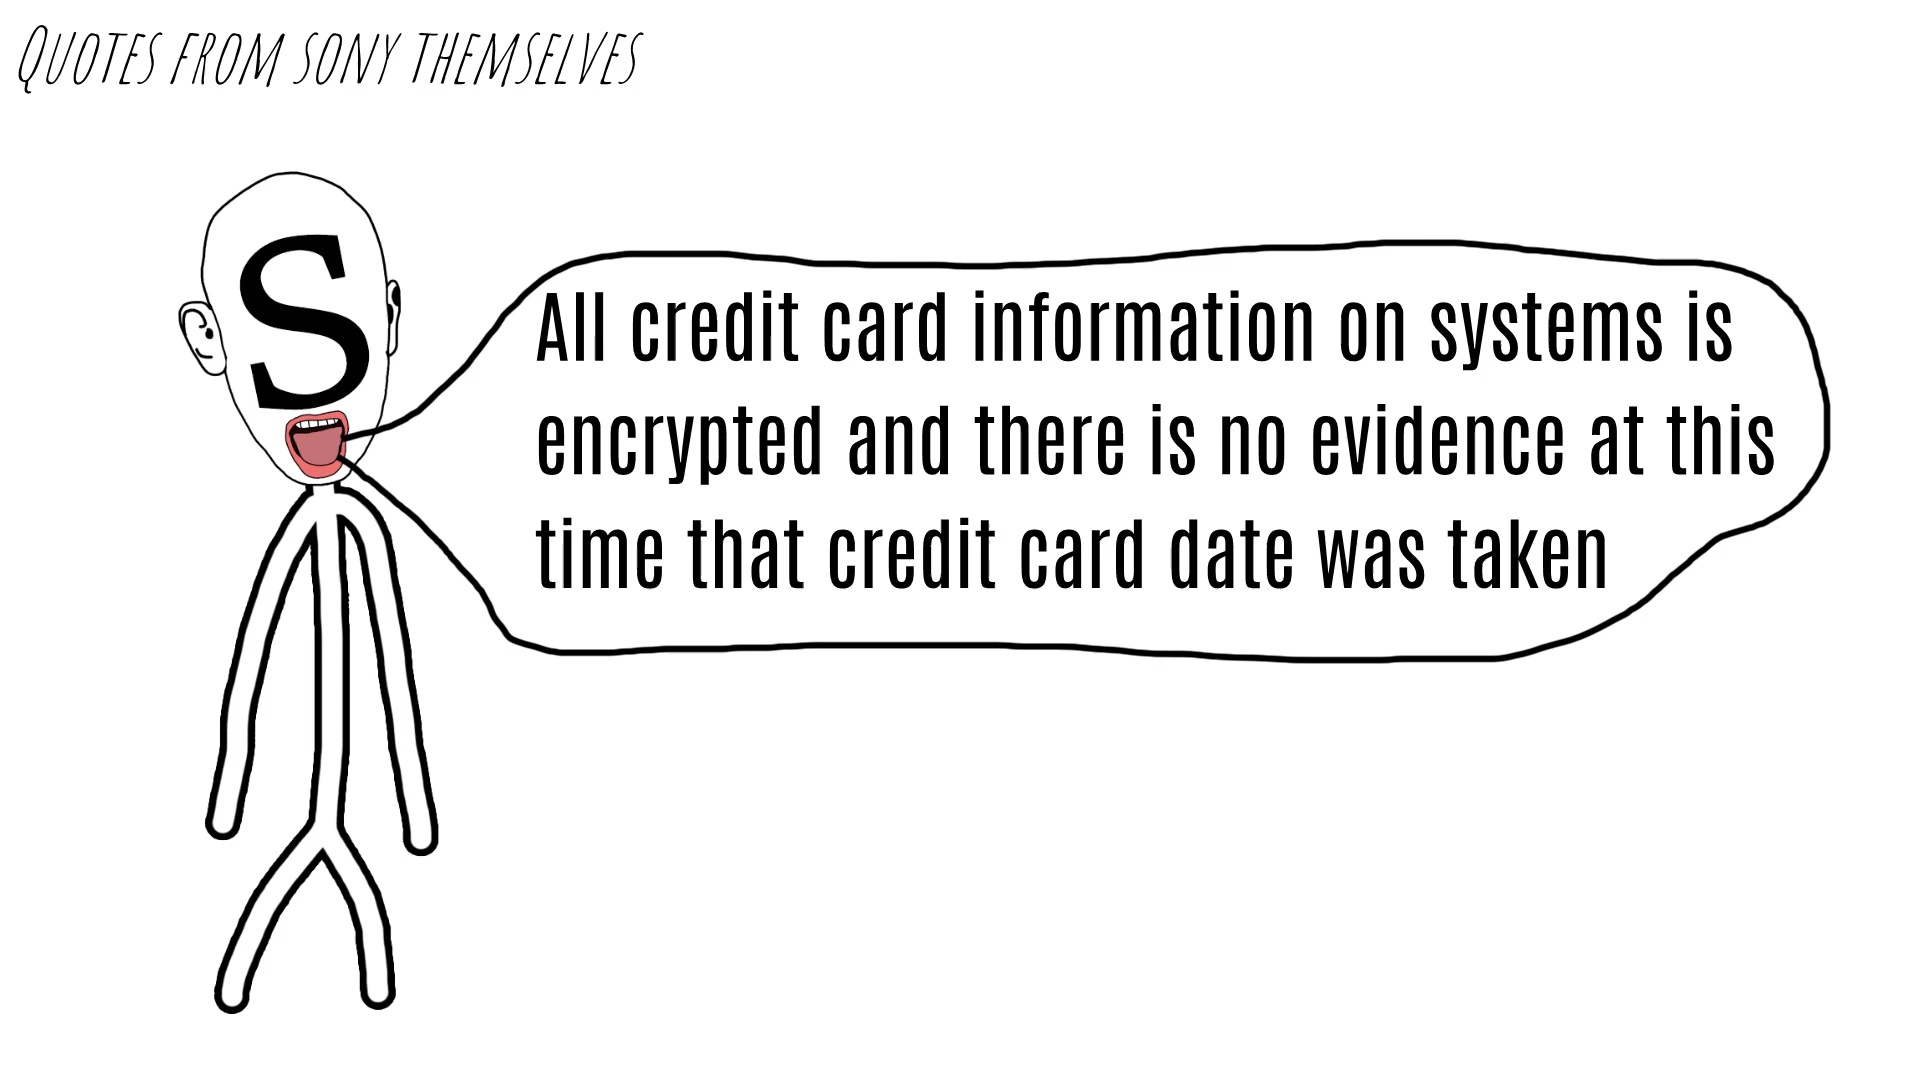 Quotes from sony themselves
S
All credit card information on systems is
encrypted and there is no evidence at this
time that credit card date was taken